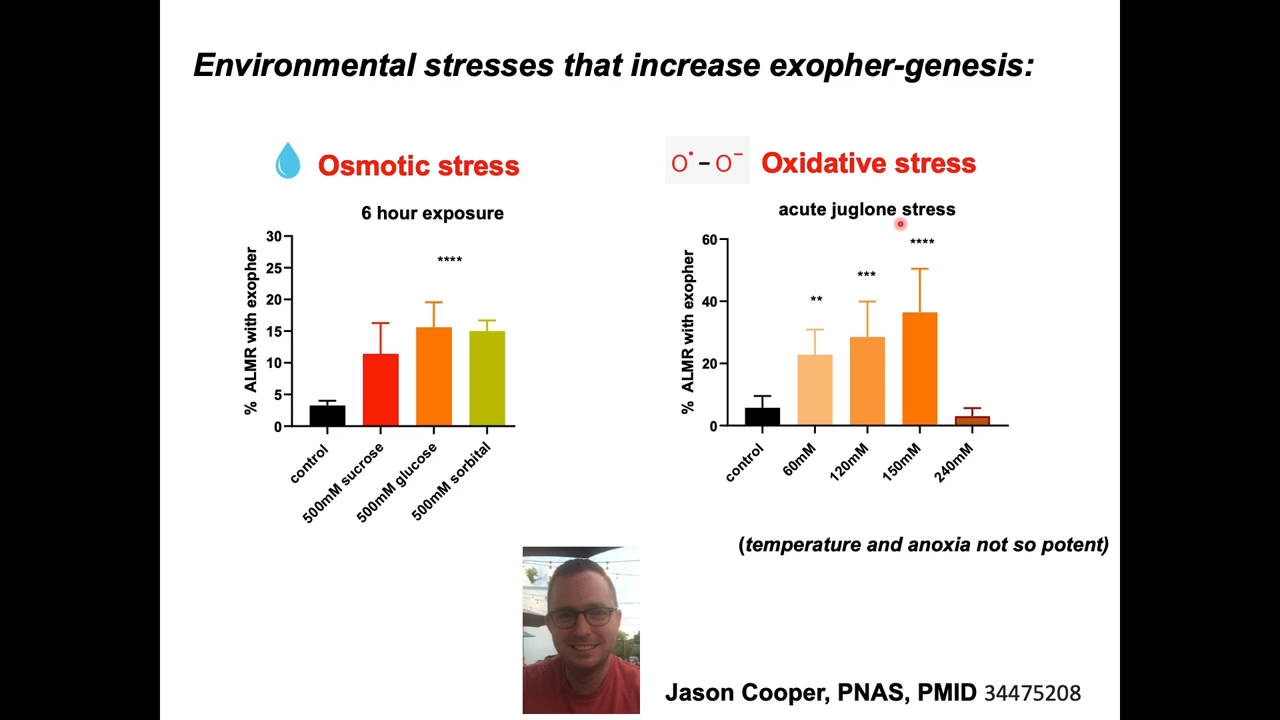 Environmental stresses that increase exopher-genesis:
Osmotic stress
6 hour exposure
% ALMR with exopher
30
25
20
15
10
5
0
****
control
500mM sucrose
500mM glucose
500mM sorbital
O•–O− Oxidative stress
acute juglone stress
% ALMR with exopher
60
40
20
0
**
***
****
control
60mM
120mM
150mM
240mM
(temperature and anoxia not so potent)
Jason Cooper, PNAS, PMID 34475208